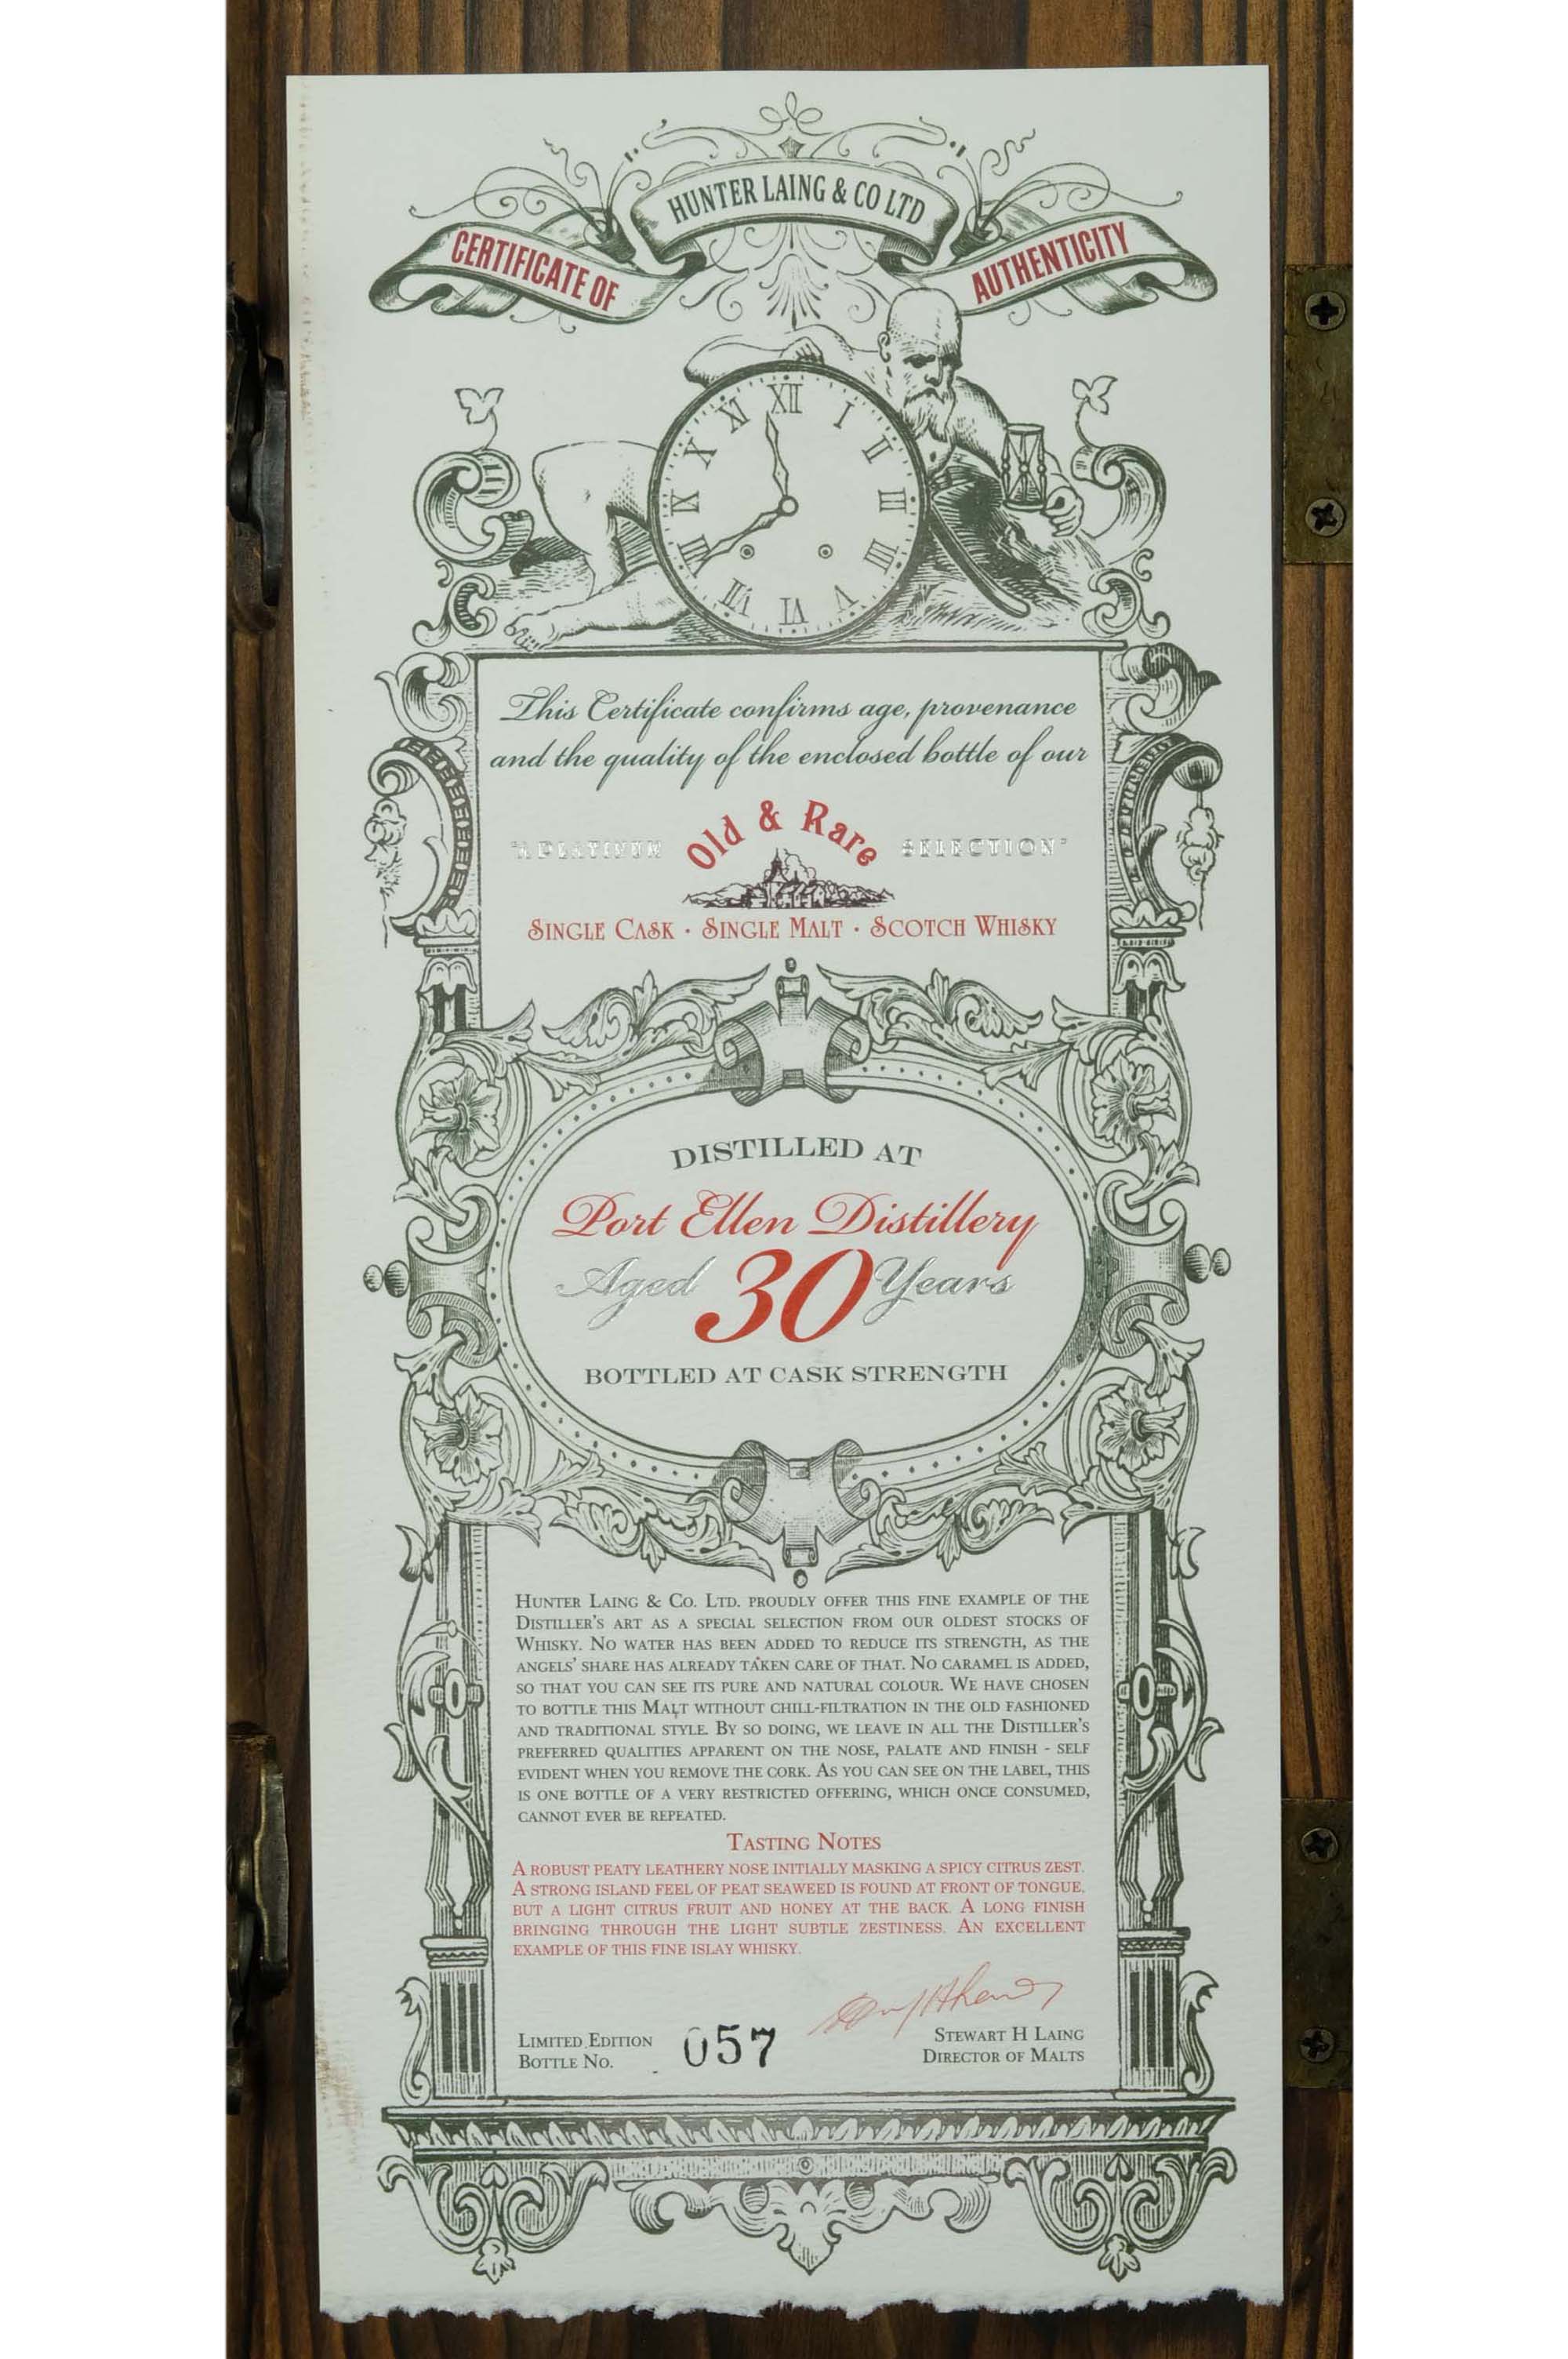 HUNTER LAING & CO LTD
CERTIFICATE OF AUTHENTICITY
XII I II III IIII V VI VII VIII IX X XI
This Certificate confirms age, provenance
and the quality of the enclosed bottle of our
"A PLATINUM Old & Rare SELECTION"
SINGLE CASK · SINGLE MALT · SCOTCH WHISKY
DISTILLED AT
Port Ellen Distillery
Aged 30 Years
BOTTLED AT CASK STRENGTH
HUNTER LAING & CO. LTD. PROUDLY OFFER THIS FINE EXAMPLE OF THE
DISTILLER'S ART AS A SPECIAL SELECTION FROM OUR OLDEST STOCKS OF
WHISKY. NO WATER HAS BEEN ADDED TO REDUCE ITS STRENGTH, AS THE
ANGELS' SHARE HAS ALREADY TAKEN CARE OF THAT. NO CARAMEL IS ADDED,
SO THAT YOU CAN SEE ITS PURE AND NATURAL COLOUR. WE HAVE CHOSEN
TO BOTTLE THIS MALT WITHOUT CHILL-FILTRATION IN THE OLD FASHIONED
AND TRADITIONAL STYLE. BY SO DOING, WE LEAVE IN ALL THE DISTILLER'S
PREFERRED QUALITIES APPARENT ON THE NOSE, PALATE AND FINISH - SELF
EVIDENT WHEN YOU REMOVE THE CORK. AS YOU CAN SEE ON THE LABEL, THIS
IS ONE BOTTLE OF A VERY RESTRICTED OFFERING, WHICH ONCE CONSUMED,
CANNOT EVER BE REPEATED.
TASTING NOTES
A ROBUST PEATY LEATHERY NOSE INITIALLY MASKING A SPICY CITRUS ZEST.
A STRONG ISLAND FEEL OF PEAT SEAWEED IS FOUND AT FRONT OF TONGUE,
BUT A LIGHT CITRUS FRUIT AND HONEY AT THE BACK. A LONG FINISH
BRINGING THROUGH THE LIGHT SUBTLE ZESTINESS. AN EXCELLENT
EXAMPLE OF THIS FINE ISLAY WHISKY.
LIMITED EDITION
BOTTLE NO. 057
STEWART H LAING
DIRECTOR OF MALTS